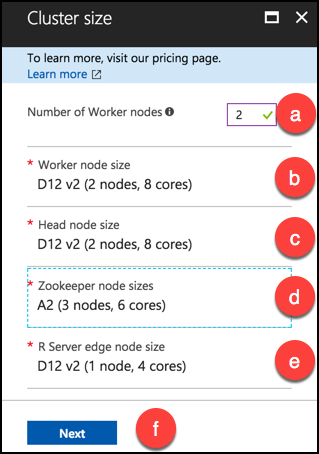 Cluster size
To learn more, visit our pricing page.
Learn more
Number of Worker nodes
2
a
* Worker node size
D12 v2 (2 nodes, 8 cores)
b
* Head node size
D12 v2 (2 nodes, 8 cores)
c
* Zookeeper node sizes
A2 (3 nodes, 6 cores)
d
* R Server edge node size
D12 v2 (1 node, 4 cores)
e
Next
f